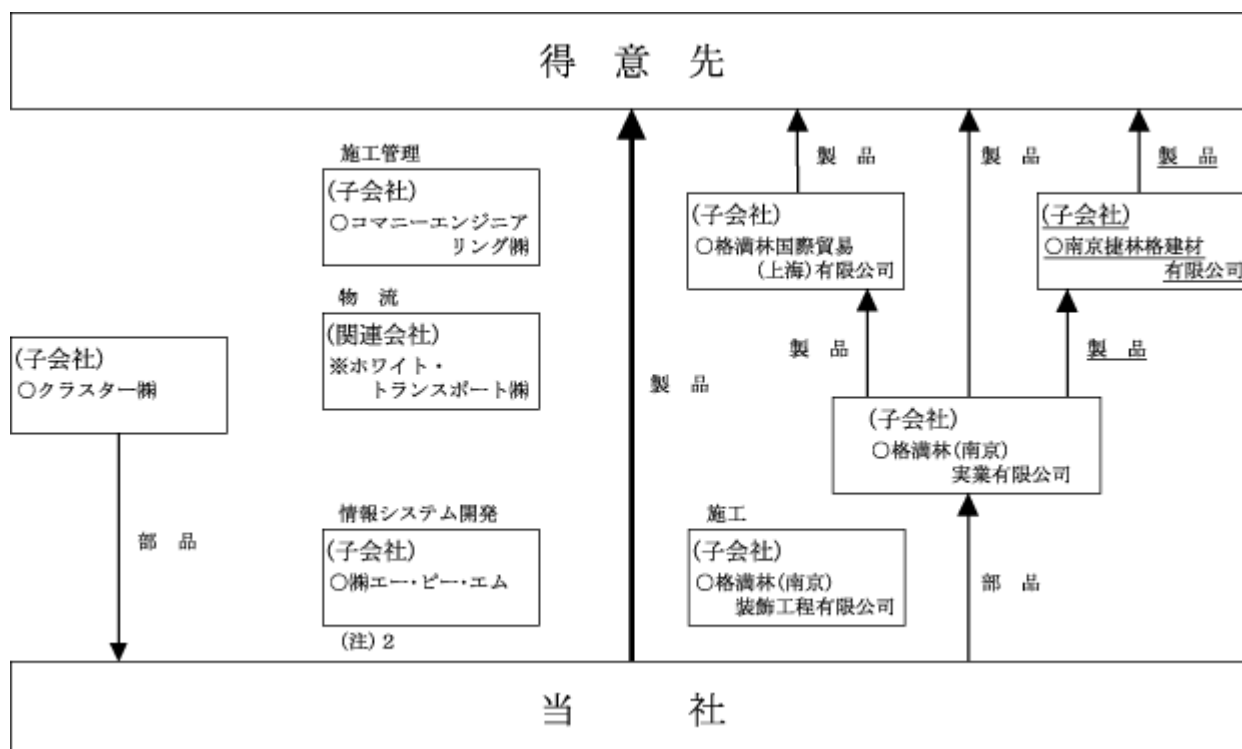 得 意 先
施工管理
(子会社)
○コマニーエンジニア
リング㈱
物 流
(関連会社)
※ホワイト・
トランスポート㈱
(子会社)
○クラスター㈱
部 品
情報システム開発
(子会社)
○㈱エー・ピー・エム
(注)2
製 品
製 品
(子会社)
○格満林国際貿易
(上海)有限公司
製 品
製 品
製 品
(子会社)
○南京捷林格建材
有限公司
製 品
(子会社)
○格満林(南京)
実業有限公司
施工
(子会社)
○格満林(南京)
装飾工程有限公司
部 品
当 社